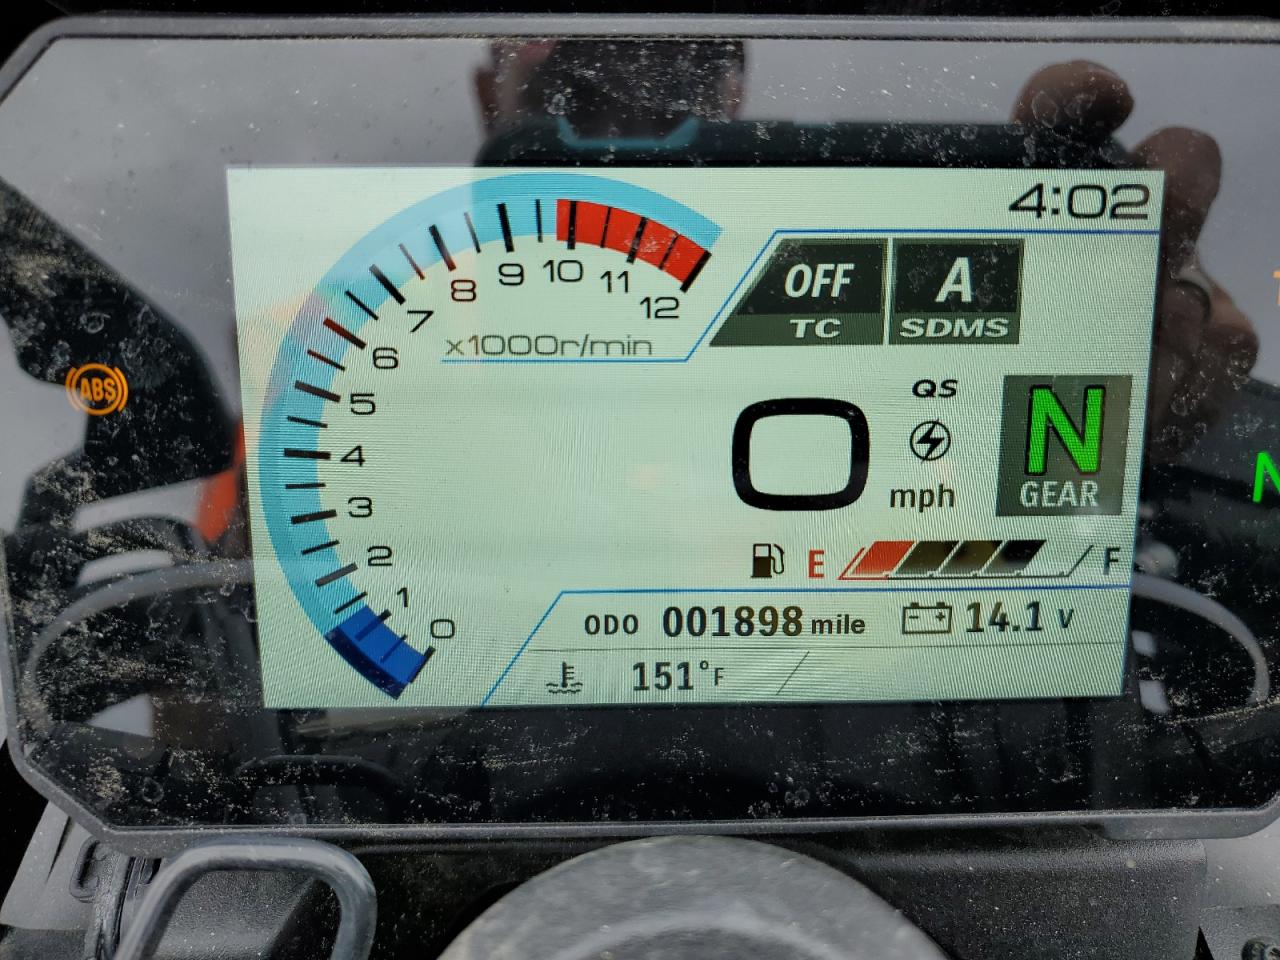 4:02
OFF
TC
A
SDMS
12
11
10
9
8
7
6
5
4
3
2
1
0
x1000r/min
ABS
QS
0
mph
N
GEAR
N
E
F
ODO 001898 mile
14.1 V
151°F